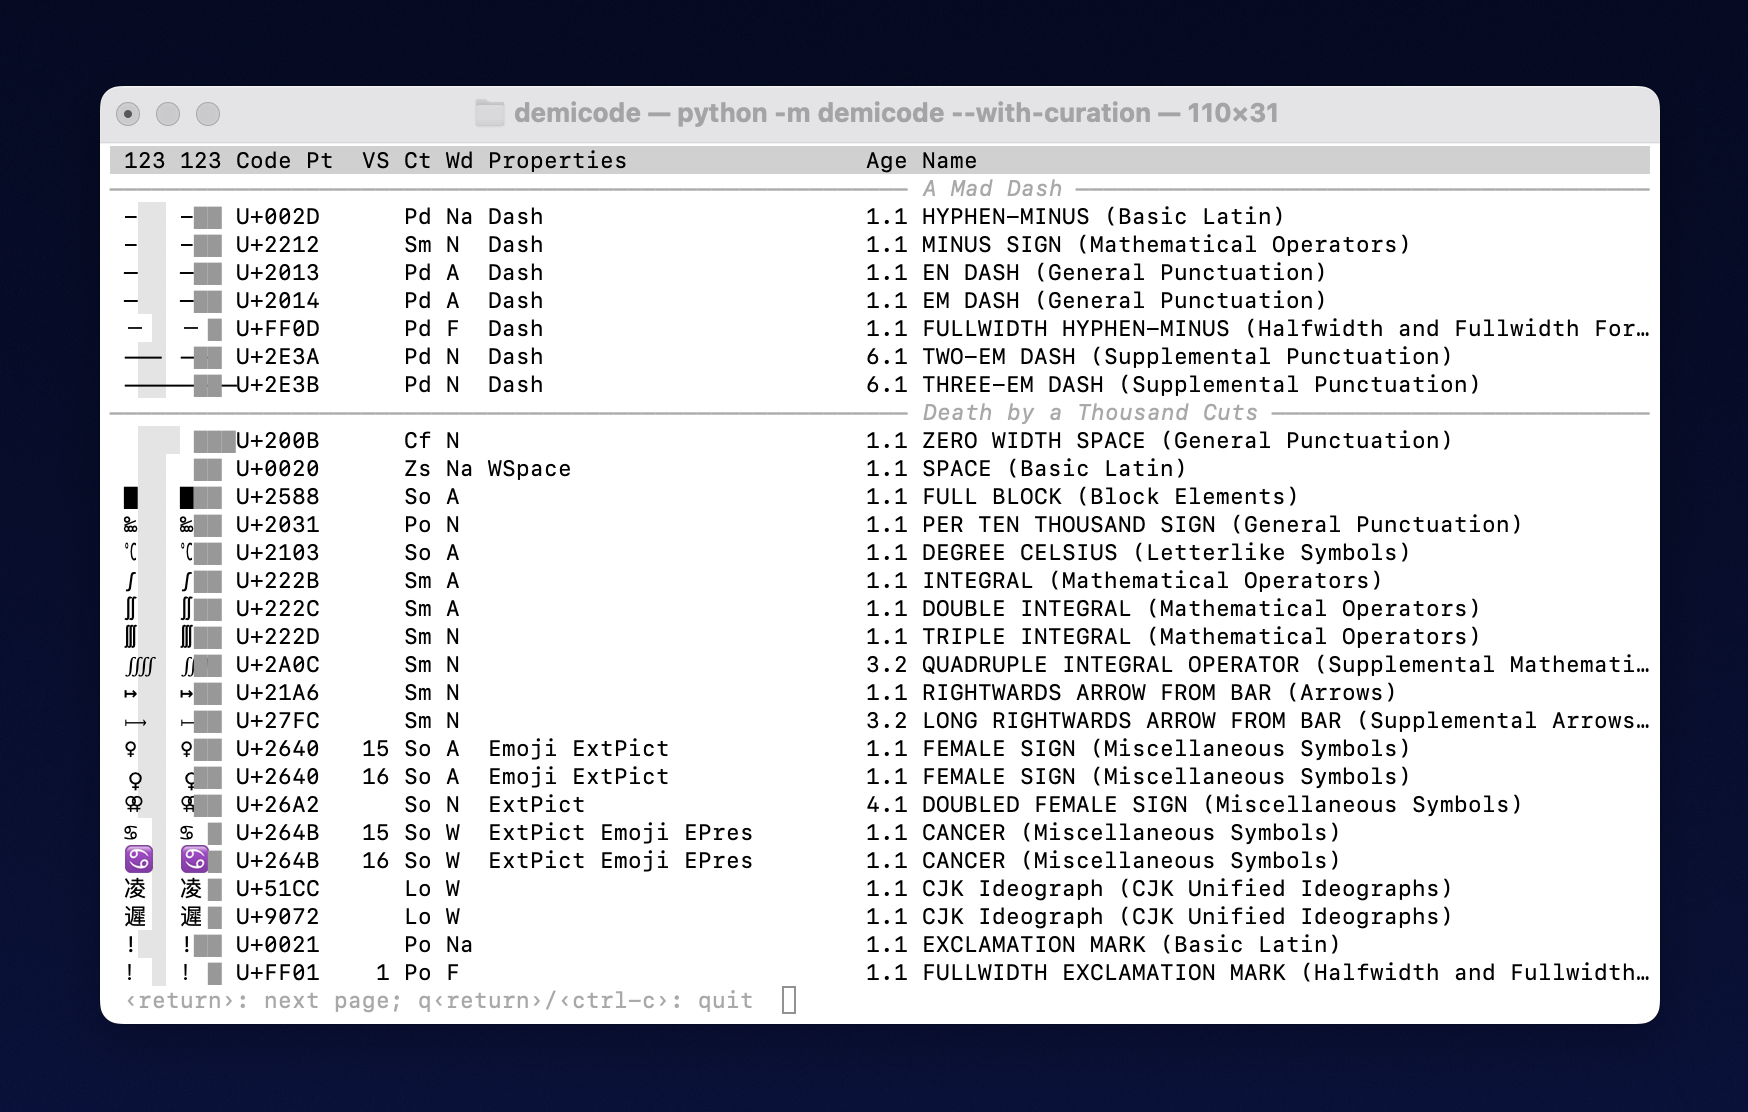 demicode — python -m demicode --with-curation — 110×31
123 123 Code Pt  VS Ct Wd Properties Age Name
A Mad Dash
- - U+002D Pd Na Dash 1.1 HYPHEN-MINUS (Basic Latin)
− − U+2212 Sm N Dash 1.1 MINUS SIGN (Mathematical Operators)
– – U+2013 Pd A Dash 1.1 EN DASH (General Punctuation)
— — U+2014 Pd A Dash 1.1 EM DASH (General Punctuation)
- - U+FF0D Pd F Dash 1.1 FULLWIDTH HYPHEN-MINUS (Halfwidth and Fullwidth For…
⸺ ⸺ U+2E3A Pd N Dash 6.1 TWO-EM DASH (Supplemental Punctuation)
⸻ ⸻ U+2E3B Pd N Dash 6.1 THREE-EM DASH (Supplemental Punctuation)
Death by a Thousand Cuts
U+200B Cf N 1.1 ZERO WIDTH SPACE (General Punctuation)
U+0020 Zs Na WSpace 1.1 SPACE (Basic Latin)
█ █ U+2588 So A 1.1 FULL BLOCK (Block Elements)
‱ ‱ U+2031 Po N 1.1 PER TEN THOUSAND SIGN (General Punctuation)
℃ ℃ U+2103 So A 1.1 DEGREE CELSIUS (Letterlike Symbols)
∫ ∫ U+222B Sm A 1.1 INTEGRAL (Mathematical Operators)
∬ ∬ U+222C Sm A 1.1 DOUBLE INTEGRAL (Mathematical Operators)
∭ ∭ U+222D Sm N 1.1 TRIPLE INTEGRAL (Mathematical Operators)
⨌ ⨌ U+2A0C Sm N 3.2 QUADRUPLE INTEGRAL OPERATOR (Supplemental Mathemati…
↦ ↦ U+21A6 Sm N 1.1 RIGHTWARDS ARROW FROM BAR (Arrows)
⟼ ⟼ U+27FC Sm N 3.2 LONG RIGHTWARDS ARROW FROM BAR (Supplemental Arrows…
♀︎ ♀︎ U+2640 15 So A Emoji ExtPict 1.1 FEMALE SIGN (Miscellaneous Symbols)
♀️ ♀️ U+2640 16 So A Emoji ExtPict 1.1 FEMALE SIGN (Miscellaneous Symbols)
⚢ ⚢ U+26A2 So N ExtPict 4.1 DOUBLED FEMALE SIGN (Miscellaneous Symbols)
♋︎ ♋︎ U+264B 15 So W ExtPict Emoji EPres 1.1 CANCER (Miscellaneous Symbols)
♋️ ♋️ U+264B 16 So W ExtPict Emoji EPres 1.1 CANCER (Miscellaneous Symbols)
凌 凌 U+51CC Lo W 1.1 CJK Ideograph (CJK Unified Ideographs)
遲 遲 U+9072 Lo W 1.1 CJK Ideograph (CJK Unified Ideographs)
! ! U+0021 Po Na 1.1 EXCLAMATION MARK (Basic Latin)
! ! U+FF01 1 Po F 1.1 FULLWIDTH EXCLAMATION MARK (Halfwidth and Fullwidth…
‹return›: next page; q‹return›/‹ctrl-c›: quit